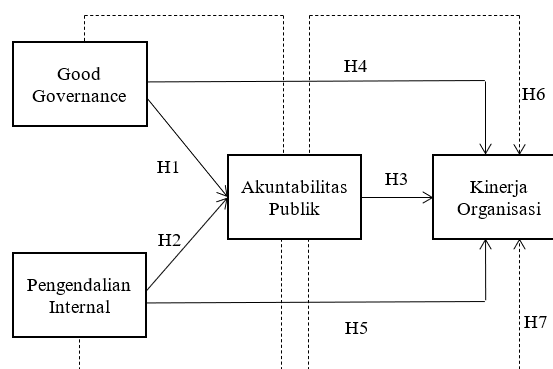 Good
Governance
H4
H6
H1
Akuntabilitas
Publik
H3
Kinerja
Organisasi
H2
Pengendalian
Internal
H5
H7